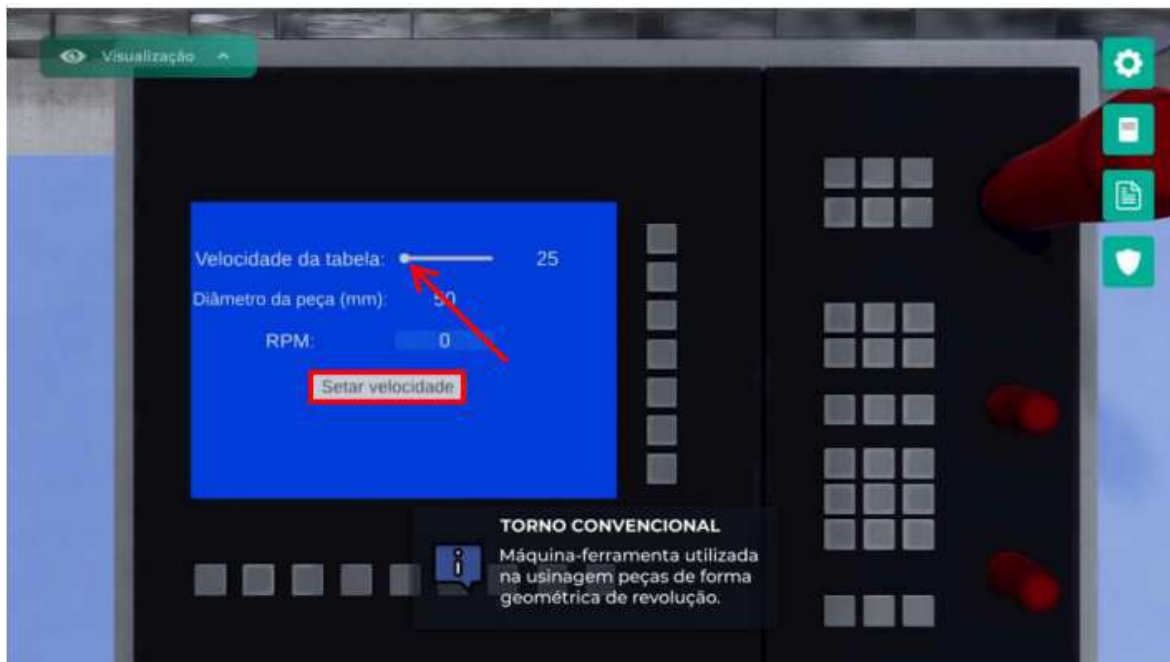 Visualização
Velocidade da tabela: 25
Diâmetro da peça (mm): 50
RPM: 0
Setar velocidade
TORNO CONVENCIONAL
Máquina-ferramenta utilizada
na usinagem peças de forma
geométrica de revolução.